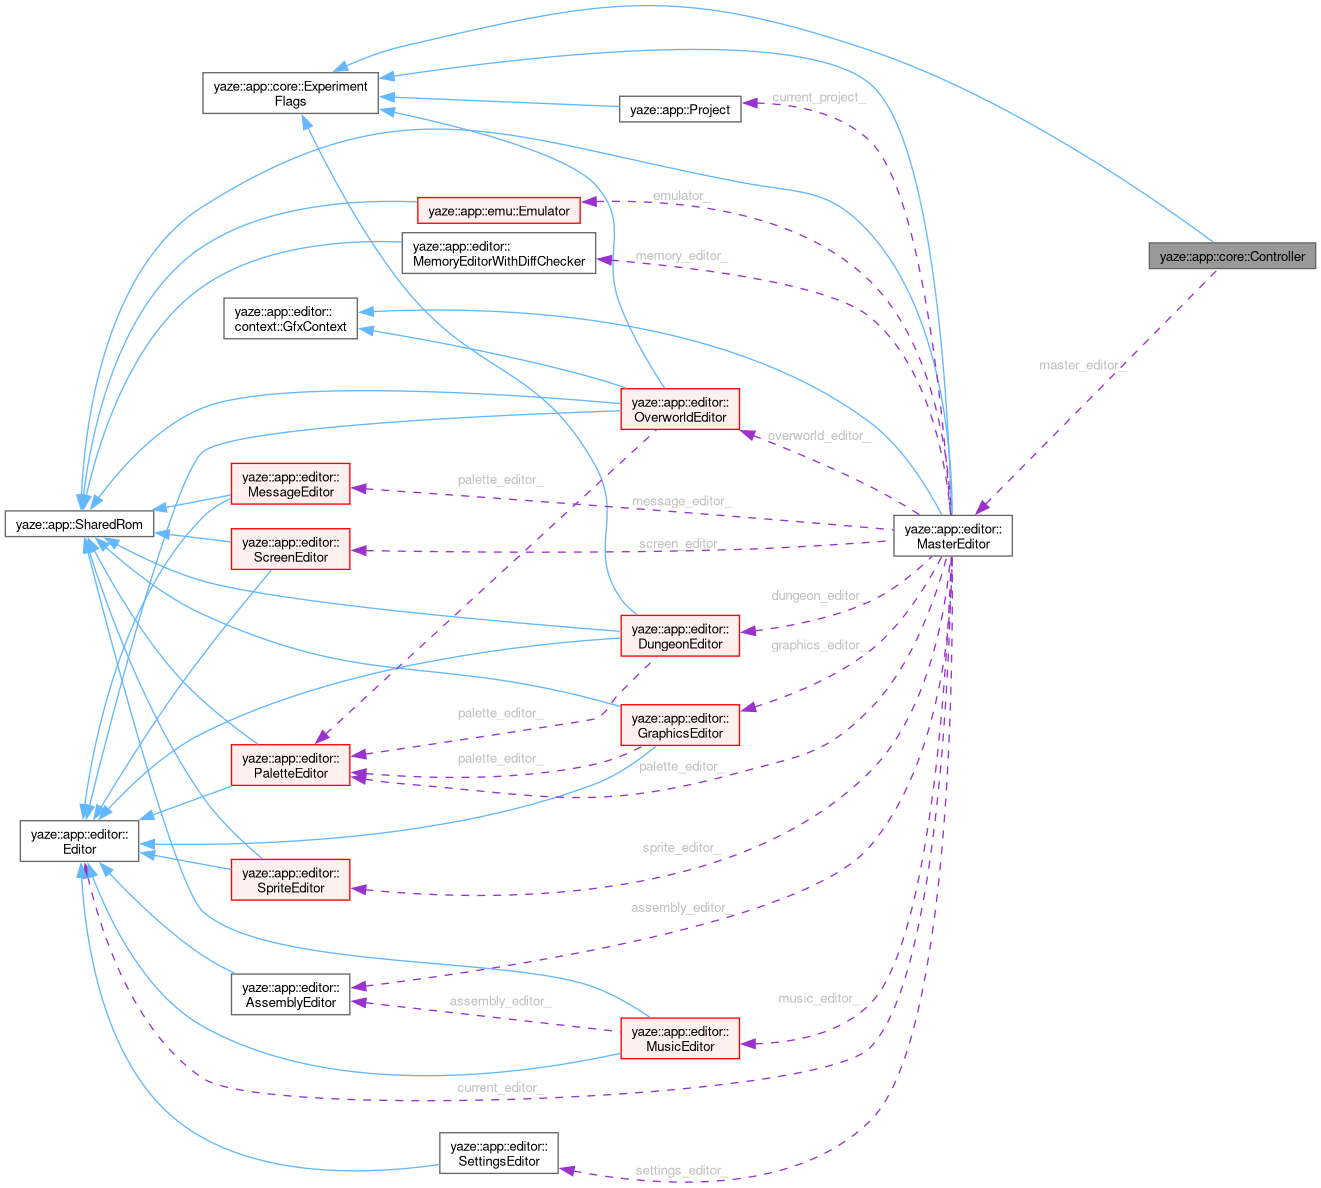 yaze::app::core::Experiment
Flags
yaze::app::Project
current_project_
emulator_
yaze::app::emu::Emulator
yaze::app::editor::
MemoryEditorWithDiffChecker
memory_editor_
yaze::app::core::Controller
yaze::app::editor::
context::GfxContext
master_editor_
yaze::app::editor::
OverworldEditor
overworld_editor_
yaze::app::editor::
MessageEditor
palette_editor_
message_editor_
yaze::app::SharedRom
yaze::app::editor::
MasterEditor
yaze::app::editor::
ScreenEditor
screen_editor_
dungeon_editor_
yaze::app::editor::
DungeonEditor
graphics_editor_
palette_editor_
yaze::app::editor::
GraphicsEditor
yaze::app::editor::
PaletteEditor
palette_editor_
palette_editor_
yaze::app::editor::
Editor
sprite_editor_
yaze::app::editor::
SpriteEditor
assembly_editor_
yaze::app::editor::
AssemblyEditor
assembly_editor_
music_editor_
yaze::app::editor::
MusicEditor
current_editor_
yaze::app::editor::
SettingsEditor
settings_editor_